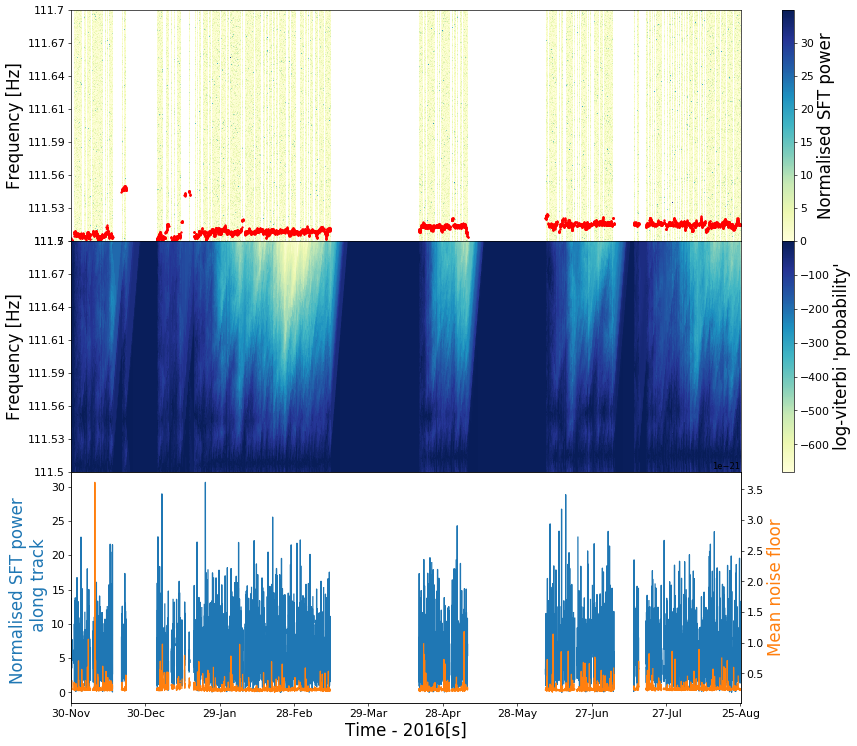 111.7
111.67
111.64
111.61
111.59
111.56
111.53
111.5
Frequency [Hz]
30
25
20
15
10
5
0
Normalised SFT power
111.67
111.64
111.61
111.59
111.56
111.53
111.5
Frequency [Hz]
−100
−200
−300
−400
−500
−600
log-viterbi 'probability'
1e−21
30
25
20
15
10
5
0
Normalised SFT power
along track
3.5
3.0
2.5
2.0
1.5
1.0
0.5
Mean noise floor
30-Nov
30-Dec
29-Jan
28-Feb
29-Mar
28-Apr
28-May
27-Jun
27-Jul
25-Aug
Time - 2016[s]